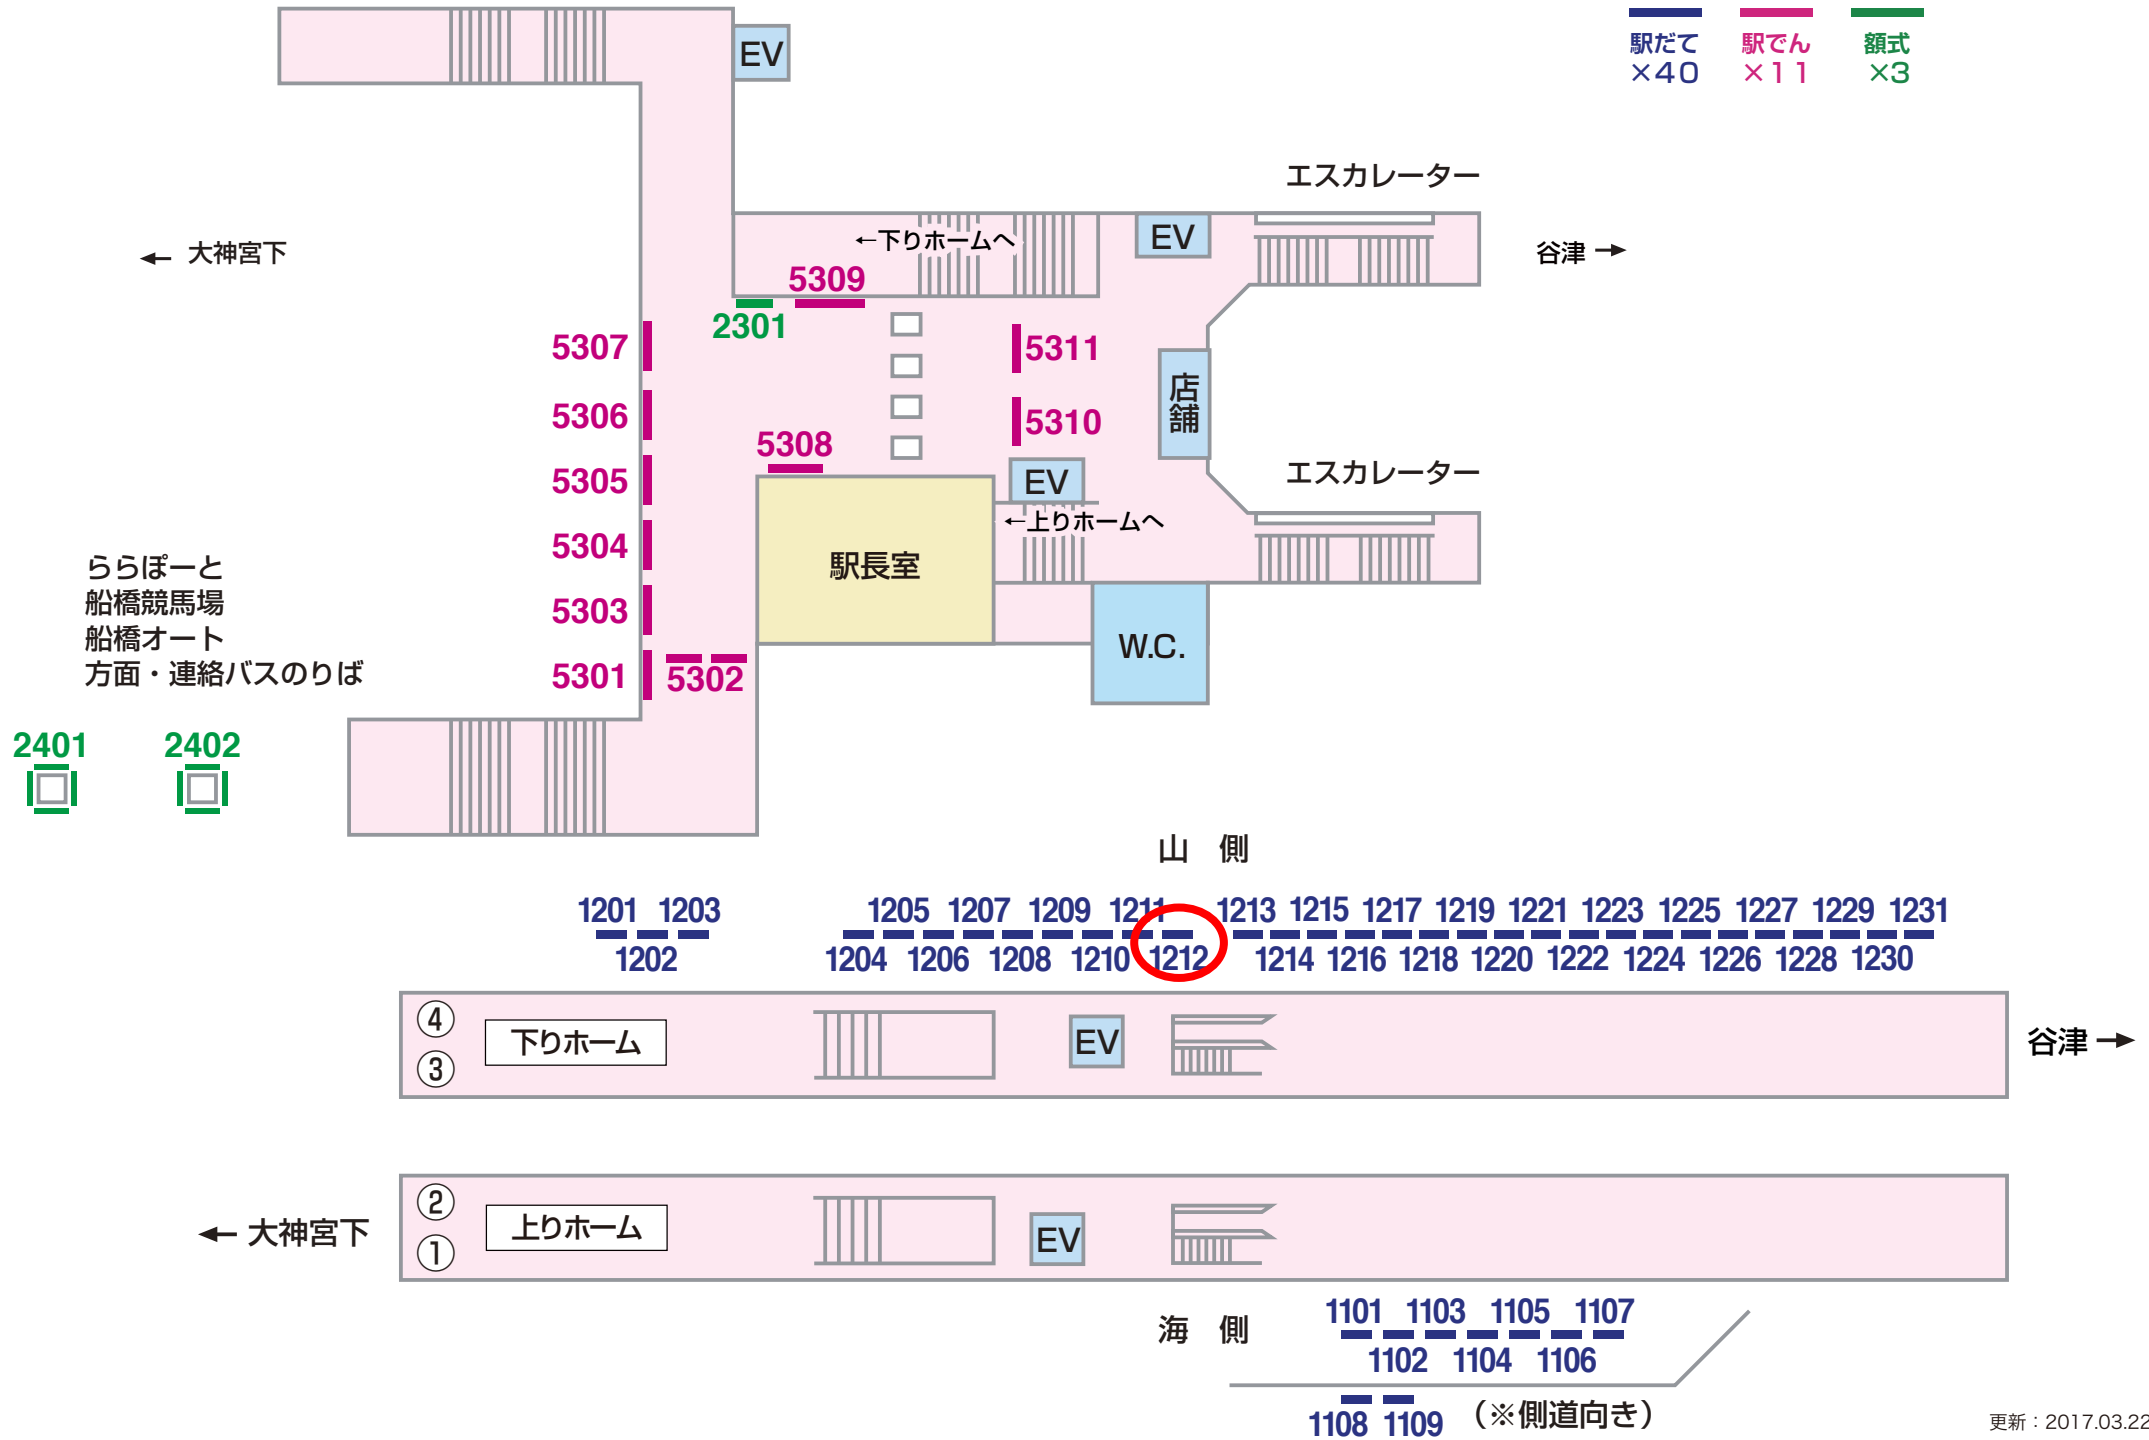 駅だて
×40
駅でん
×11
額式
×3
EV
エスカレーター
←下りホームへ
EV
← 大神宮下
谷津 →
5309
2301
5307
5311
店舗
5306
5310
5308
エスカレーター
5305
EV
←上りホームへ
5304
駅長室
ららぽーと
船橋競馬場
船橋オート
方面・連絡バスのりば
5303
W.C.
5301
5302
2401
2402
山 側
1201 1203 1205 1207 1209 1211 1213 1215 1217 1219 1221 1223 1225 1227 1229 1231
1202 1204 1206 1208 1210 1212 1214 1216 1218 1220 1222 1224 1226 1228 1230
④
③
下りホーム
EV
谷津 →
②
①
上りホーム
EV
← 大神宮下
海 側
1101 1103 1105 1107
1102 1104 1106
1108 1109
(※側道向き)
更新：2017.03.22